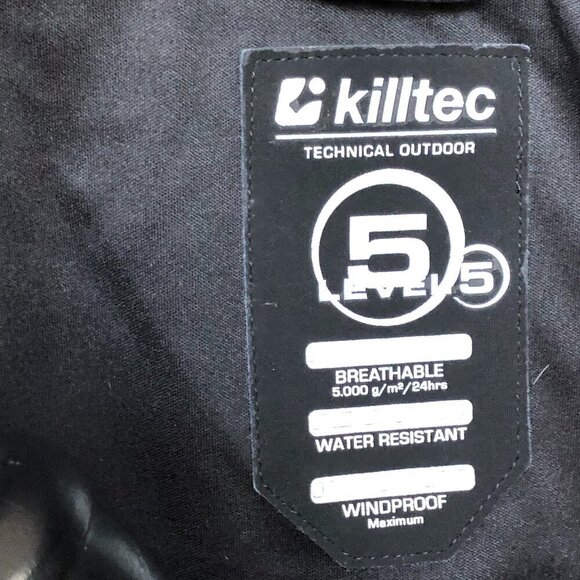 killtec
TECHNICAL OUTDOOR
5
LEVEL 5
BREATHABLE
5.000 g/m²/24hrs
WATER RESISTANT
WINDPROOF
Maximum